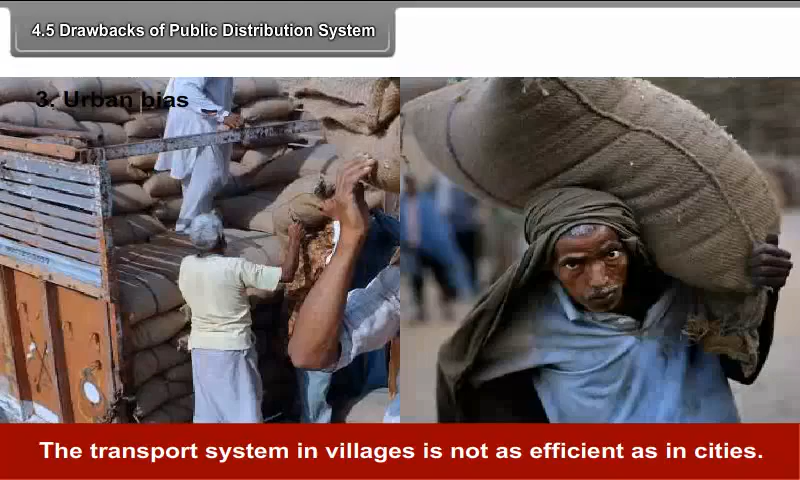 4.5 Drawbacks of Public Distribution System
3. Urban bias
The transport system in villages is not as efficient as in cities.